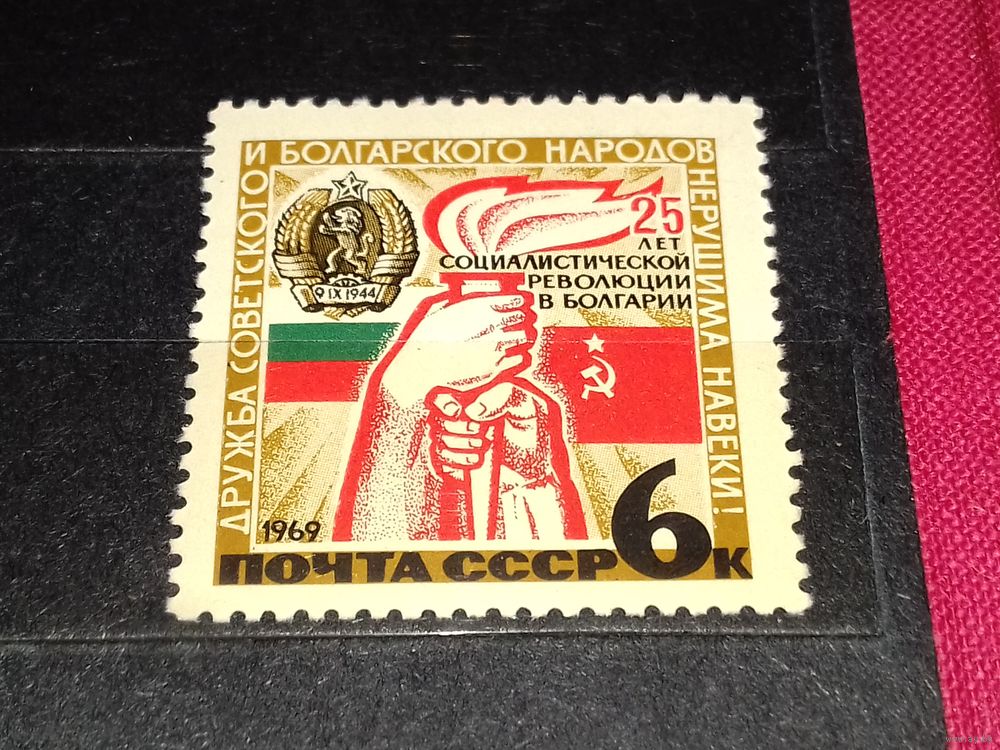 ДРУЖБА СОВЕТСКОГО
И БОЛГАРСКОГО НАРОДОВ
НЕРУШИМА НАВЕКИ!
25
ЛЕТ
СОЦИАЛИСТИЧЕСКОЙ
РЕВОЛЮЦИИ
В БОЛГАРИИ
9 IX 1944
1969
ПОЧТА СССР 6к